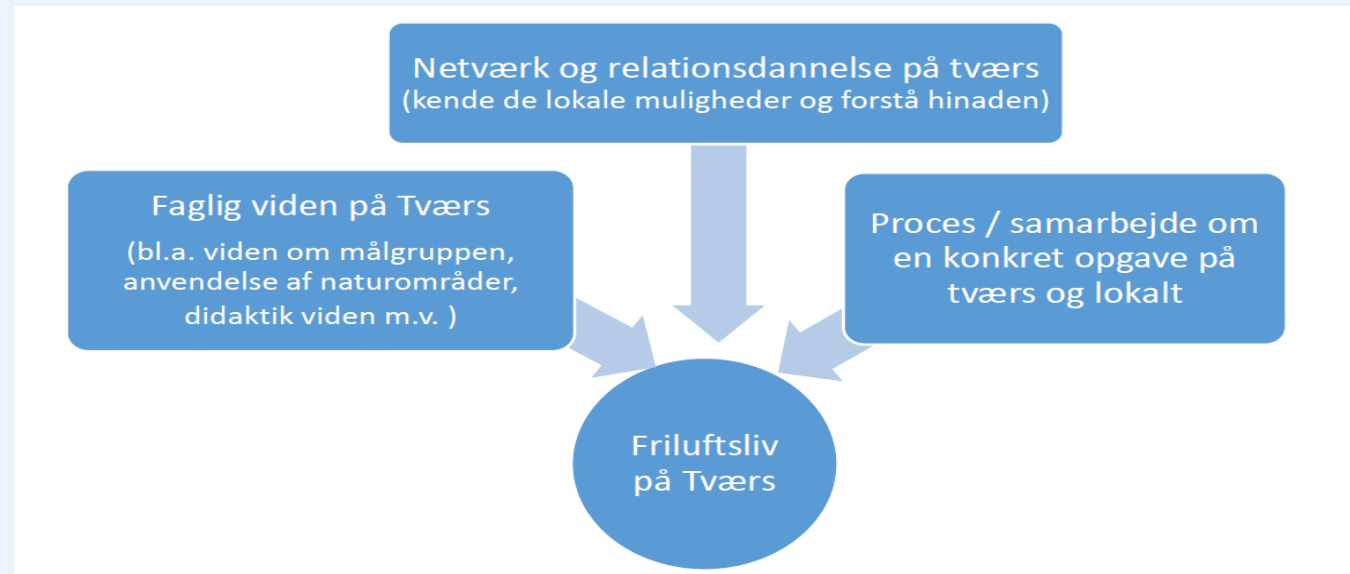 Netværk og relationsdannelse på tværs
(kende de lokale muligheder og forstå hinaden)
Faglig viden på Tværs
(bl.a. viden om målgruppen,
anvendelse af naturområder,
didaktik viden m.v. )
Proces / samarbejde om
en konkret opgave på
tværs og lokalt
Friluftsliv
på Tværs